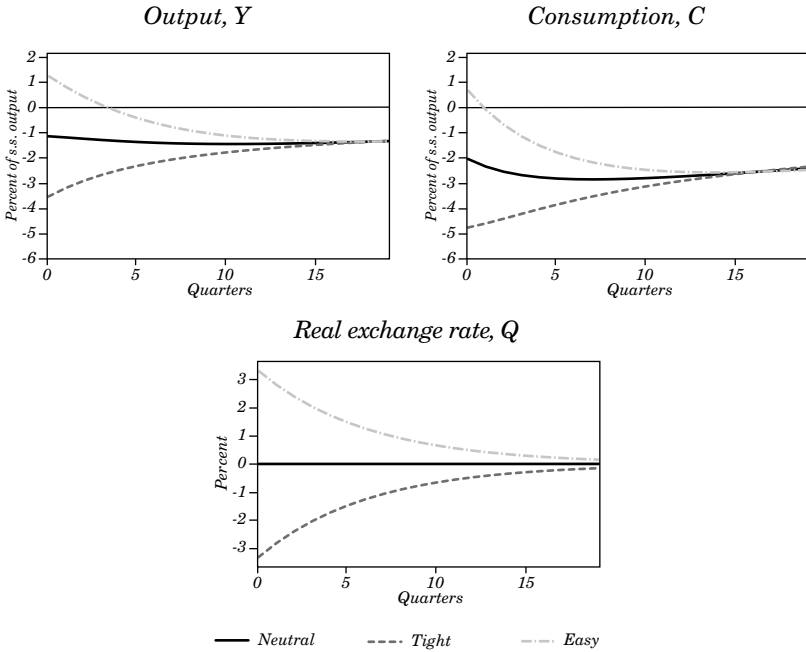 Output, Y
Percent of s.s. output
2
1
0
-1
-2
-3
-4
-5
-6
0 5 10 15
Quarters
Consumption, C
Percent of s.s. output
2
1
0
-1
-2
-3
-4
-5
-6
0 5 10 15
Quarters
Real exchange rate, Q
Percent
3
2
1
0
-1
-2
-3
0 5 10 15
Quarters
Neutral Tight Easy